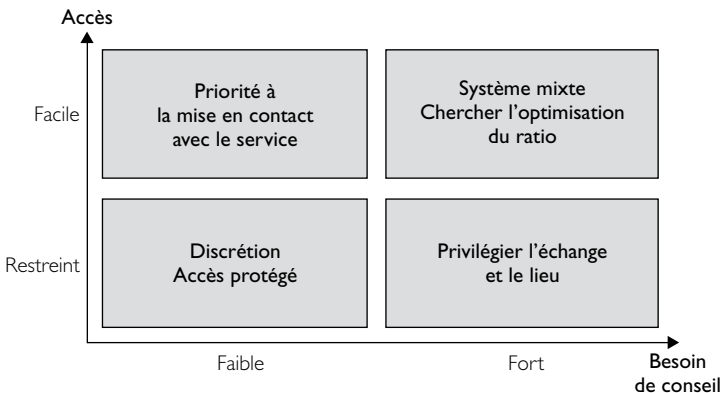 Accès
Facile
Priorité à
la mise en contact
avec le service
Système mixte
Chercher l'optimisation
du ratio
Restreint
Discrétion
Accès protégé
Privilégier l'échange
et le lieu
Faible
Fort
Besoin
de conseil